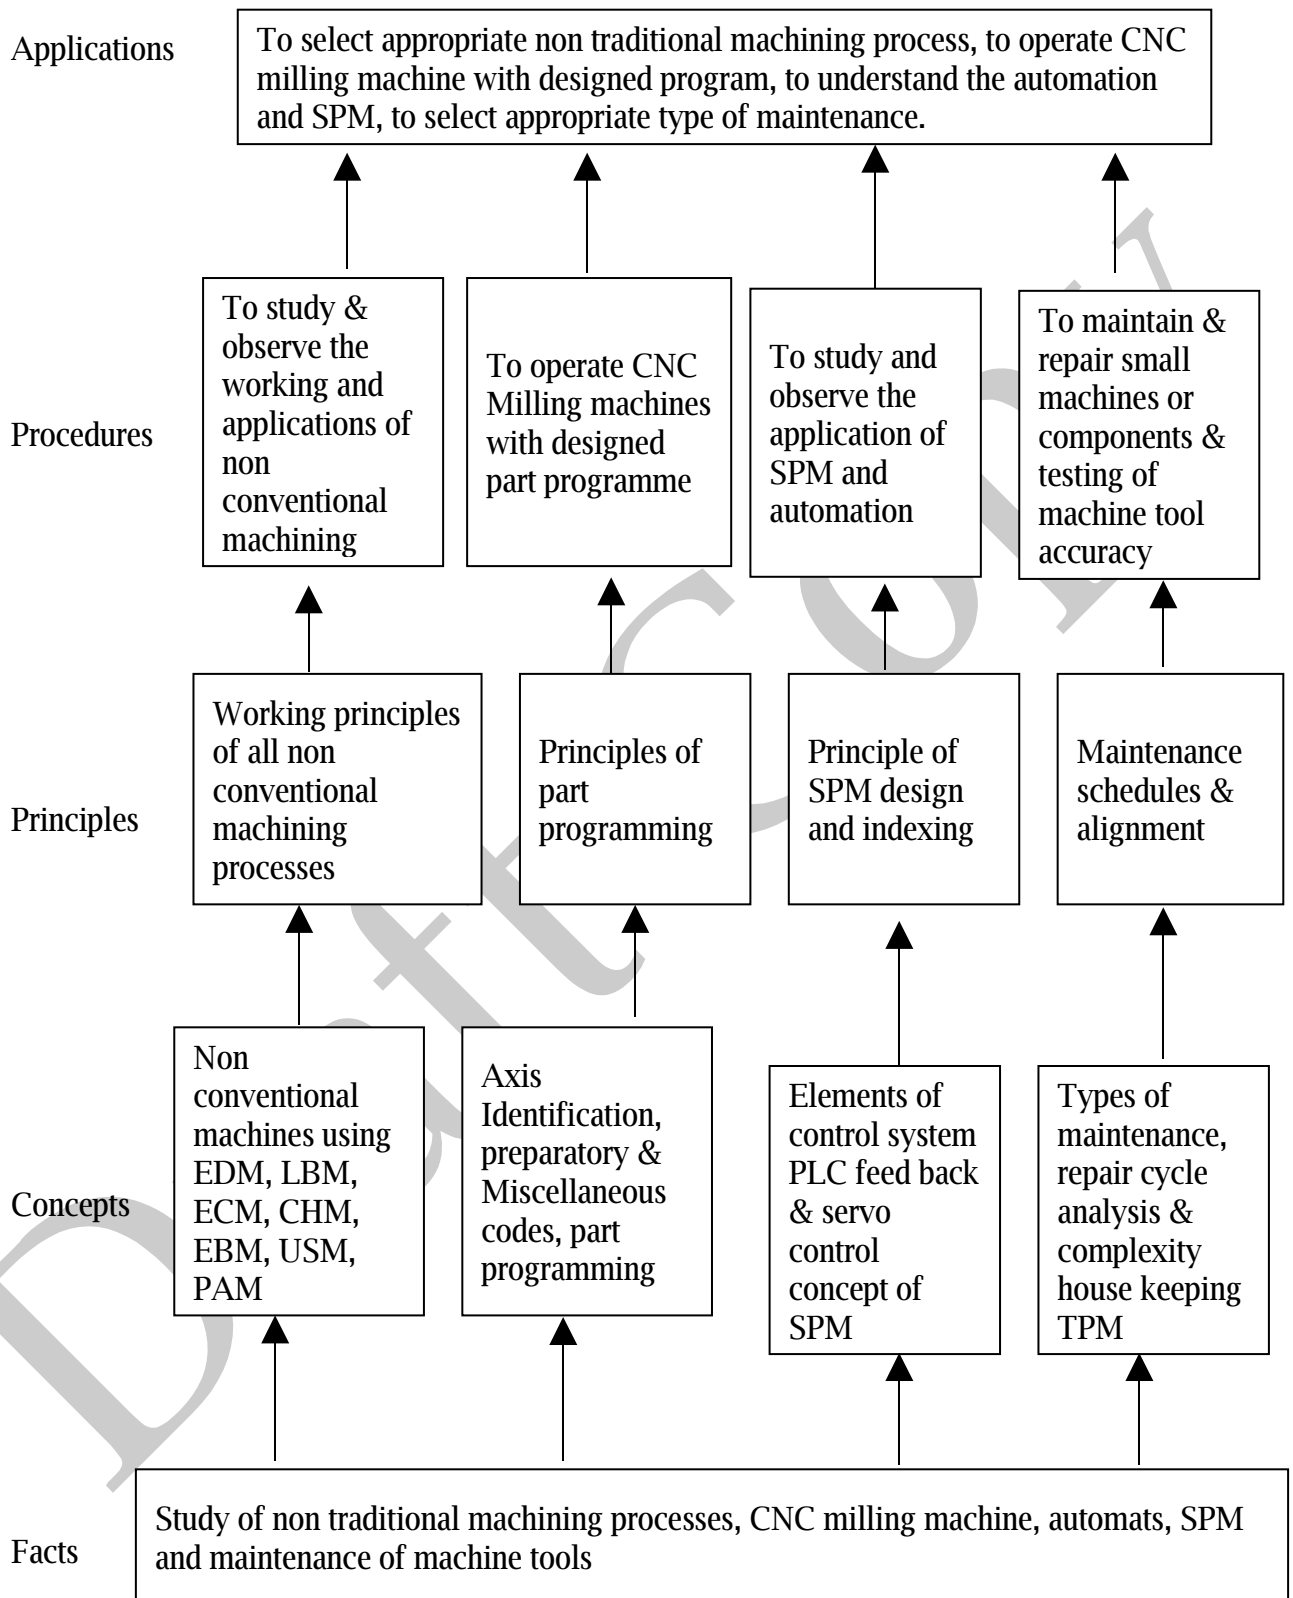 Applications
To select appropriate non traditional machining process, to operate CNC
milling machine with designed program, to understand the automation
and SPM, to select appropriate type of maintenance.
Procedures
To study &
observe the
working and
applications of
non
conventional
machining
To operate CNC
Milling machines
with designed
part programme
To study and
observe the
application of
SPM and
automation
To maintain &
repair small
machines or
components &
testing of
machine tool
accuracy
Principles
Working principles
of all non
conventional
machining
processes
Principles of
part
programming
Principle of
SPM design
and indexing
Maintenance
schedules &
alignment
Concepts
Non
conventional
machines using
EDM, LBM,
ECM, CHM,
EBM, USM,
PAM
Axis
Identification,
preparatory &
Miscellaneous
codes, part
programming
Elements of
control system
PLC feed back
& servo
control
concept of
SPM
Types of
maintenance,
repair cycle
analysis &
complexity
house keeping
TPM
Facts
Study of non traditional machining processes, CNC milling machine, automats, SPM
and maintenance of machine tools
Draft Copy